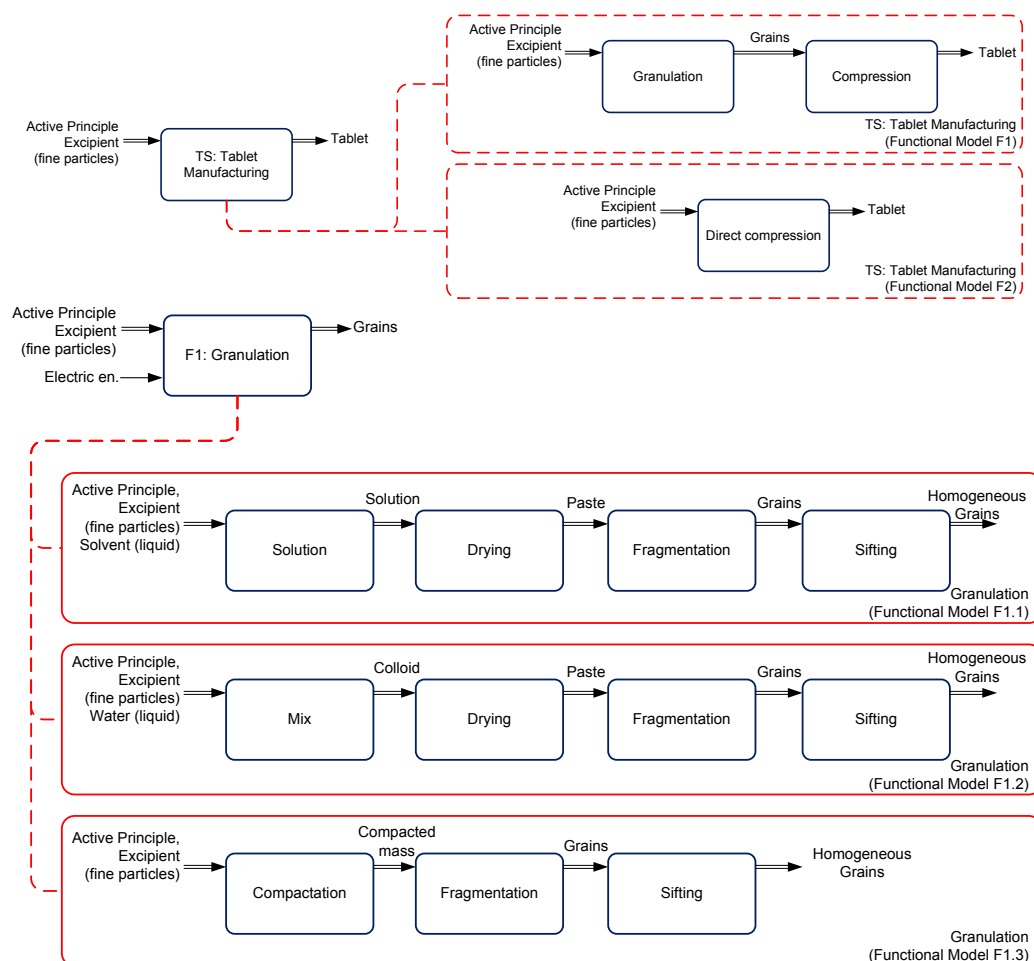 Active Principle
Excipient
(fine particles)
TS: Tablet
Manufacturing
Tablet
Active Principle
Excipient
(fine particles)
Granulation
Grains
Compression
Tablet
TS: Tablet Manufacturing
(Functional Model F1)
Active Principle
Excipient
(fine particles)
Direct compression
Tablet
TS: Tablet Manufacturing
(Functional Model F2)
Active Principle
Excipient
(fine particles)
Electric en.
F1: Granulation
Grains
Active Principle,
Excipient
(fine particles)
Solvent (liquid)
Solution
Solution
Drying
Paste
Fragmentation
Grains
Sifting
Homogeneous
Grains
Granulation
(Functional Model F1.1)
Active Principle,
Excipient
(fine particles)
Water (liquid)
Mix
Colloid
Drying
Paste
Fragmentation
Grains
Sifting
Homogeneous
Grains
Granulation
(Functional Model F1.2)
Active Principle,
Excipient
(fine particles)
Compactation
Compacted
mass
Fragmentation
Grains
Sifting
Homogeneous
Grains
Granulation
(Functional Model F1.3)